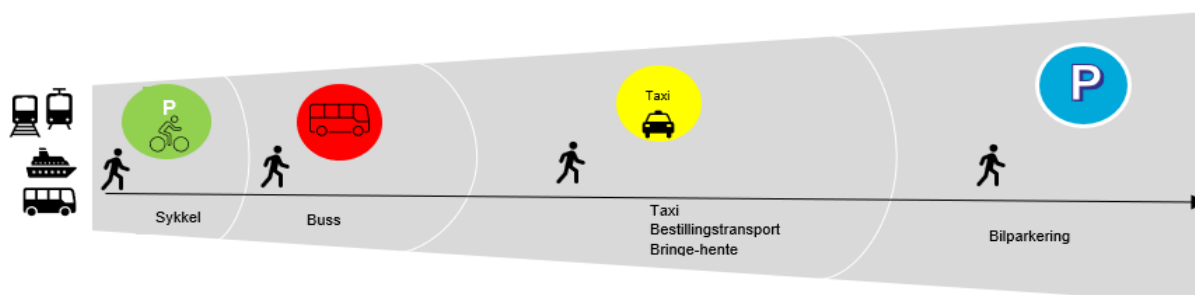 P
Taxi
P
Sykkel
Buss
Taxi
Bestillingstransport
Bringe-hente
Bilparkering